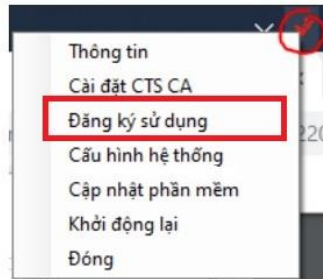 Thông tin
Cài đặt CTS CA
Đăng ký sử dụng
Cấu hình hệ thống
Cập nhật phần mềm
Khởi động lại
Đóng